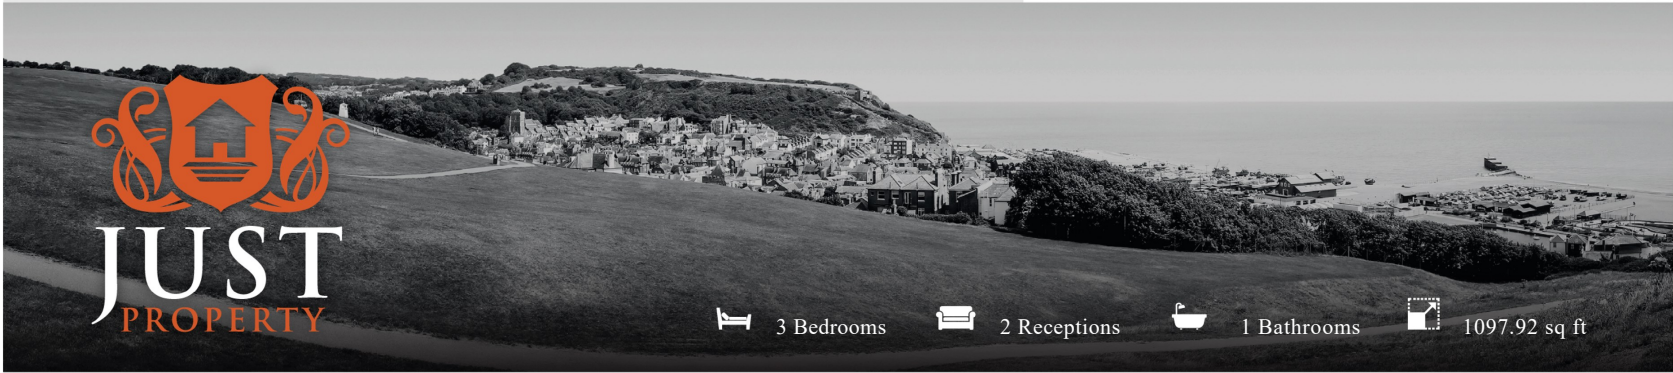 JUST
PROPERTY
3 Bedrooms
2 Receptions
1 Bathrooms
1097.92 sq ft